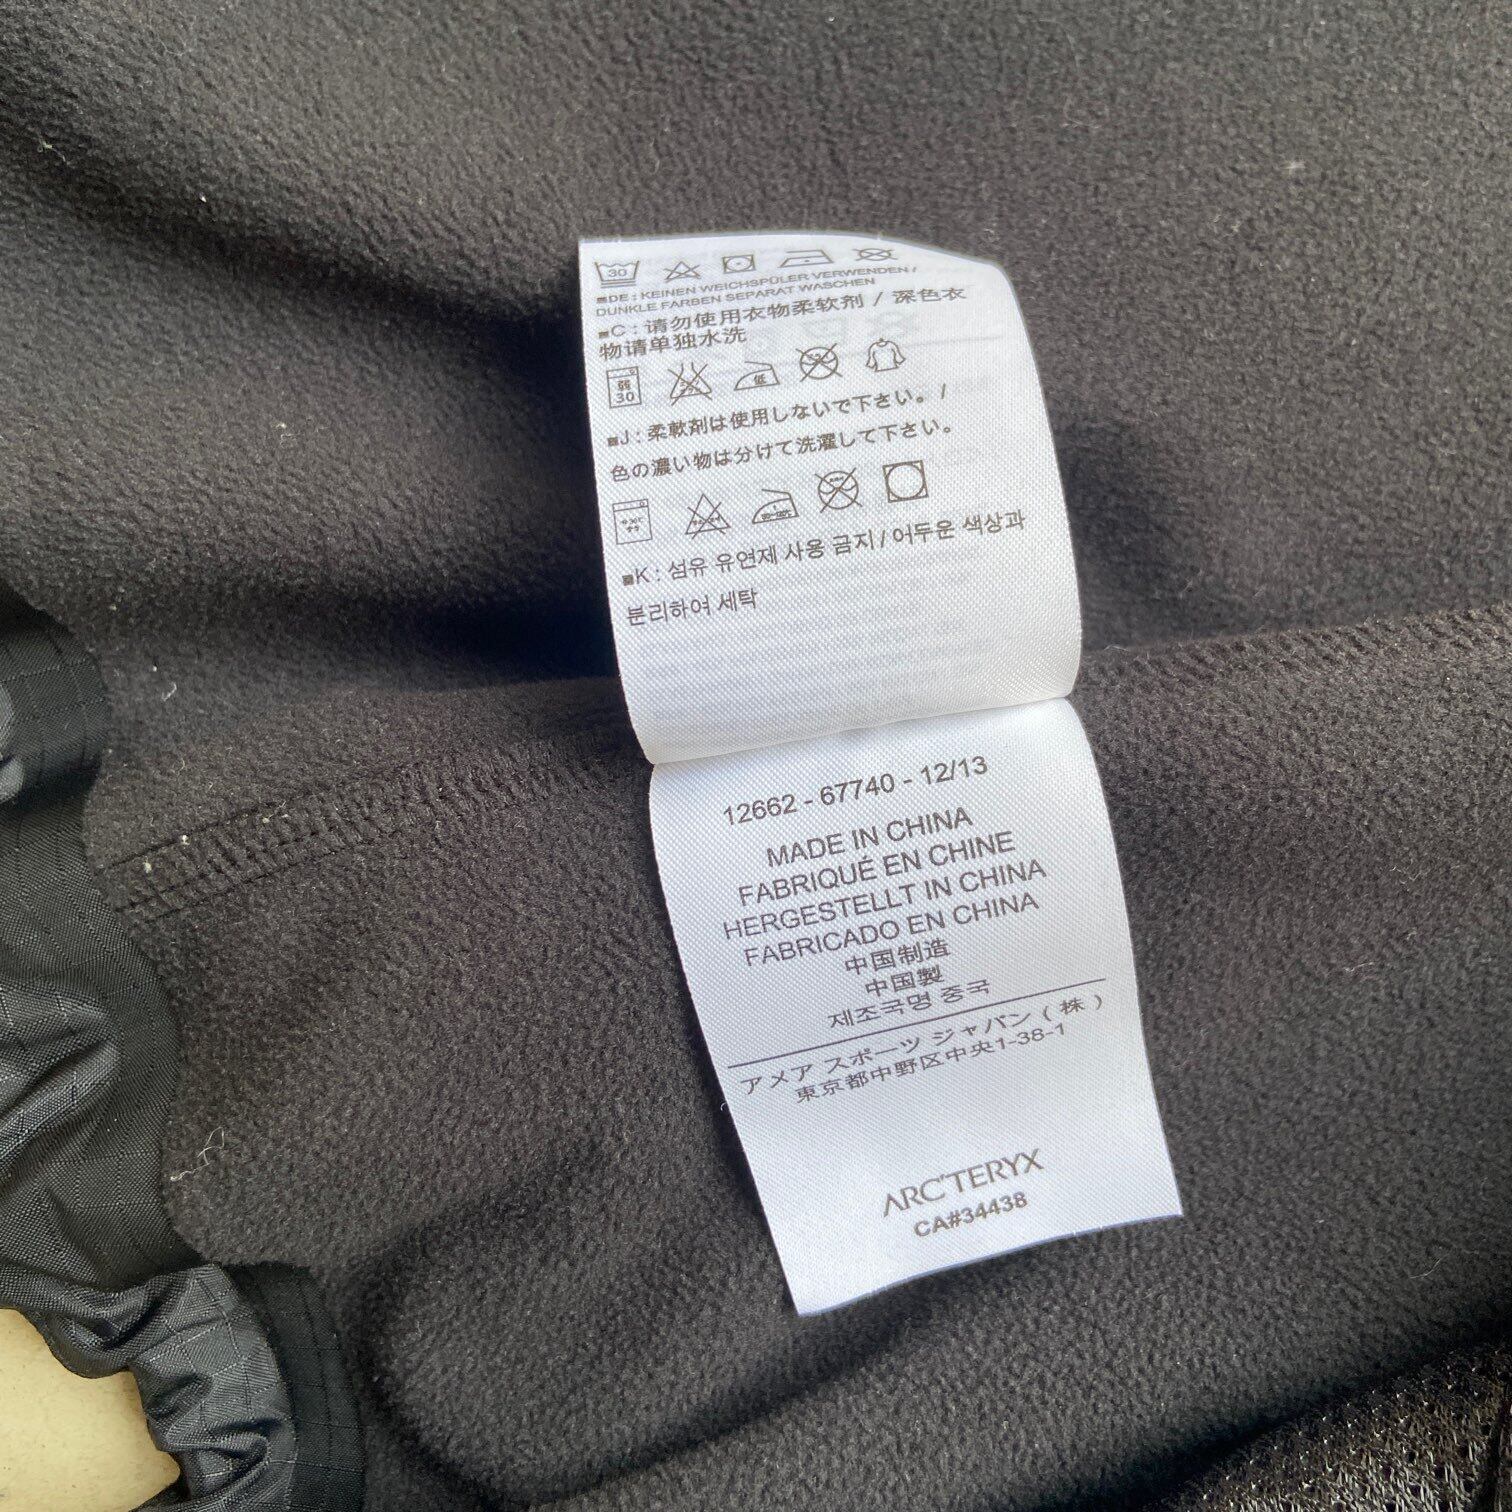 30
■DE : KEINEN WEICHSPÜLER VERWENDEN /
DUNKLE FARBEN SEPARAT WASCHEN
■C : 请勿使用衣物柔软剂 / 深色衣
物请单独水洗
弱
30
低
■J : 柔軟剤は使用しないで下さい。 /
色の濃い物は分けて洗濯して下さい。
■K : 섬유 유연제 사용 금지 / 어두운 색상과
분리하여 세탁
12662 - 67740 - 12/13
MADE IN CHINA
FABRIQUÉ EN CHINE
HERGESTELLT IN CHINA
FABRICADO EN CHINA
中国制造
中国製
제조국명 중국
アメア スポーツ ジャパン ( 株 )
東京都中野区中央1-38-1
ARC'TERYX
CA#34438